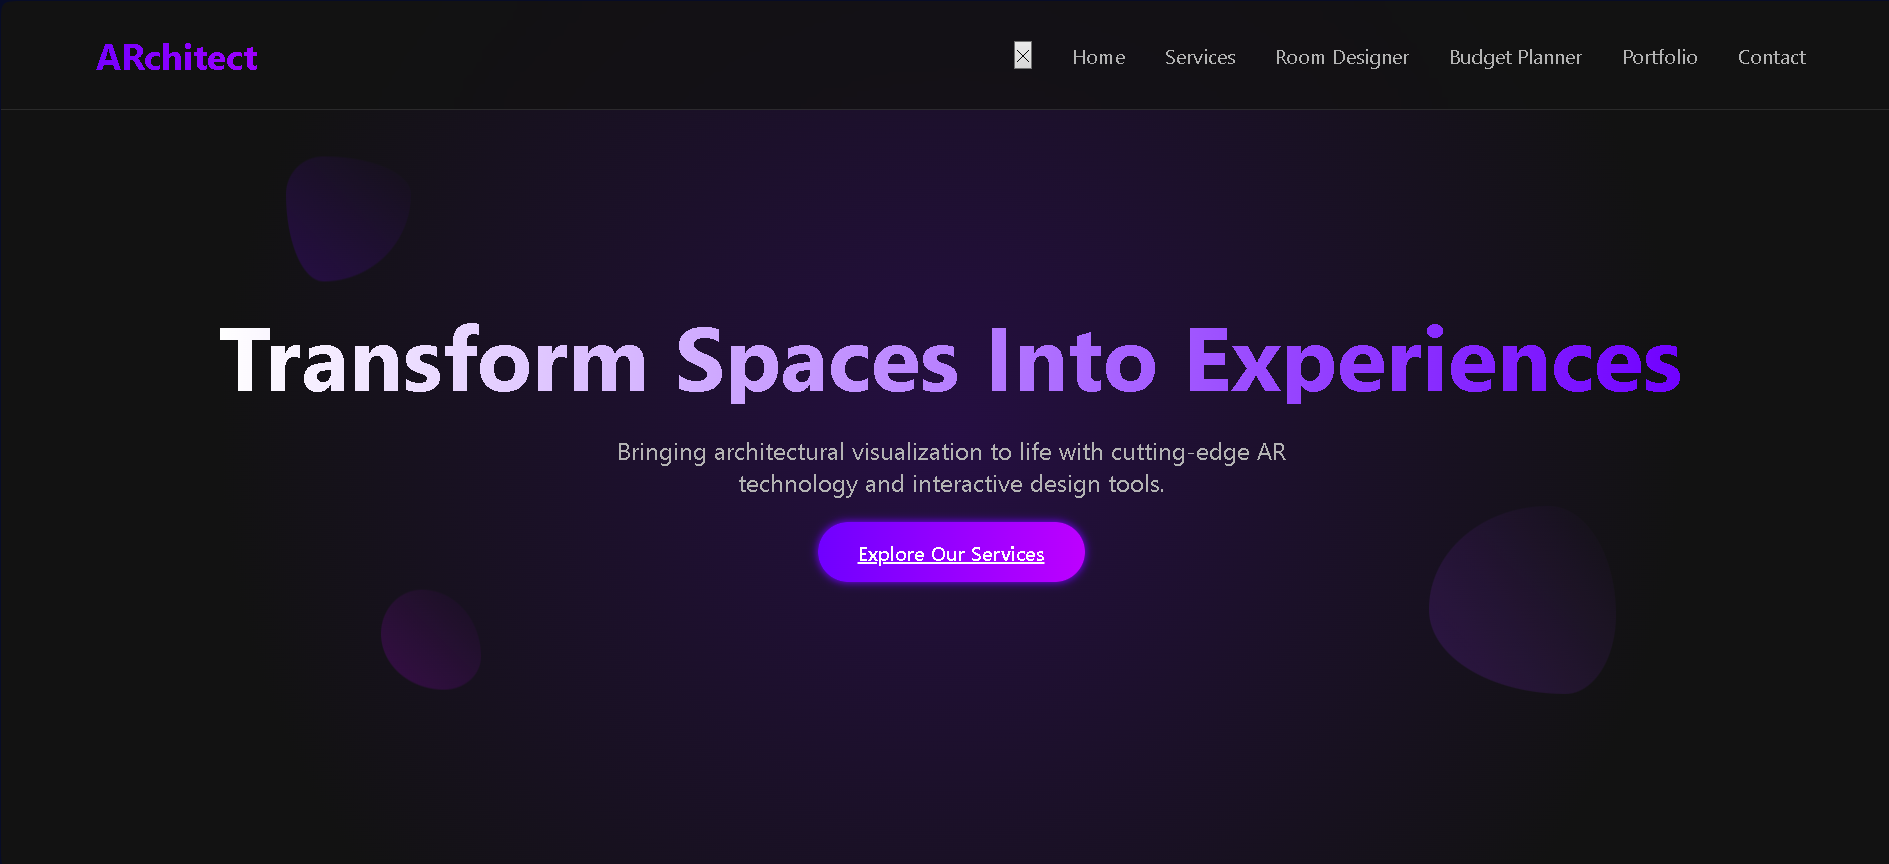 ARchitect
Home Services Room Designer Budget Planner Portfolio Contact
Transform Spaces Into Experiences
Bringing architectural visualization to life with cutting-edge AR
technology and interactive design tools.
Explore Our Services